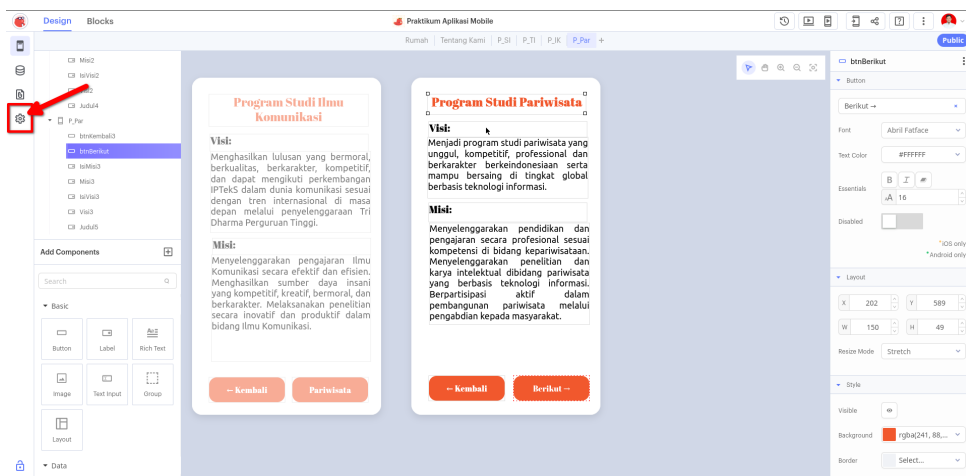 Design Blocks
Praktikum Aplikasi Mobile
Rumah Tentang Kami P_SI P_TI P_IK P_Par +
Public
Misi2
IsiVisi2
Judul4
P_Par
btnKembali3
btnBerikut
IsiMisi3
Misi3
IsiVisi3
Visi3
Judul5
Add Components
Search
Basic
Button
Label
Rich Text
Image
Text Input
Group
Layout
Data
Program Studi Ilmu
Komunikasi
Visi:
Menghasilkan lulusan yang bermoral,
berkualitas, berkarakter, kompetitif,
dan dapat mengikuti perkembangan
IPTekS dalam dunia komunikasi sesuai
dengan tren internasional di masa
depan melalui penyelenggaraan Tri
Dharma Perguruan Tinggi.
Misi:
Menyelenggarakan pengajaran Ilmu
Komunikasi secara efektif dan efisien.
Menghasilkan sumber daya insani
yang kompetitif, kreatif, bermoral, dan
berkarakter. Melaksanakan penelitian
secara inovatif dan produktif dalam
bidang Ilmu Komunikasi.
← Kembali
Pariwisata
Program Studi Pariwisata
Visi:
Menjadi program studi pariwisata yang
unggul, kompetitif, professional dan
berkarakter berkeindonesiaan serta
mampu bersaing di tingkat global
berbasis teknologi informasi.
Misi:
Menyelenggarakan pendidikan dan
pengajaran secara profesional sesuai
kompetensi di bidang kepariwisataan.
Menyelenggarakan penelitian dan
karya intelektual dibidang pariwisata
yang berbasis teknologi informasi.
Berpartisipasi aktif dalam
pembangunan pariwisata melalui
pengabdian kepada masyarakat.
← Kembali
Berikut →
btnBerikut
Button
Berikut →
Font Abril Fatface
Text Color #FFFFFF
Essentials B I
A 16
Disabled
*iOS only
*Android only
Layout
X 202 Y 589
W 150 H 49
Resize Mode Stretch
Style
Visible
Background rgba(241, 88,...
Border Select...